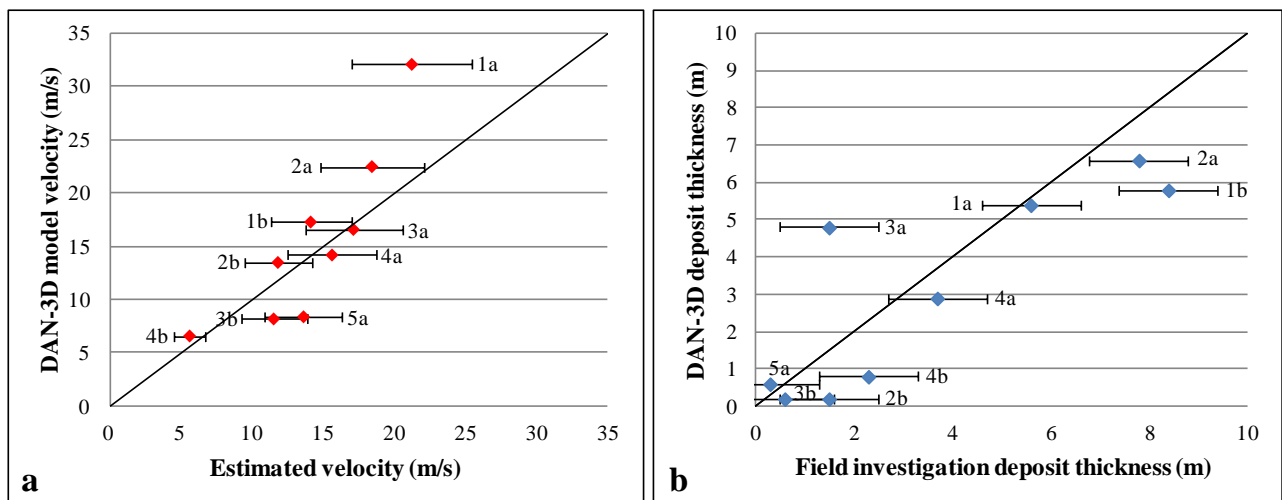 DAN-3D model velocity (m/s)
35
30
25
20
15
10
5
0
1a
2a
1b
3a
2b
4a
3b
5a
4b
0 5 10 15 20 25 30 35
Estimated velocity (m/s)
a
DAN-3D deposit thickness (m)
10
9
8
7
6
5
4
3
2
1
0
2a
1b
1a
3a
4a
5a
4b
3b
2b
0 2 4 6 8 10
Field investigation deposit thickness (m)
b